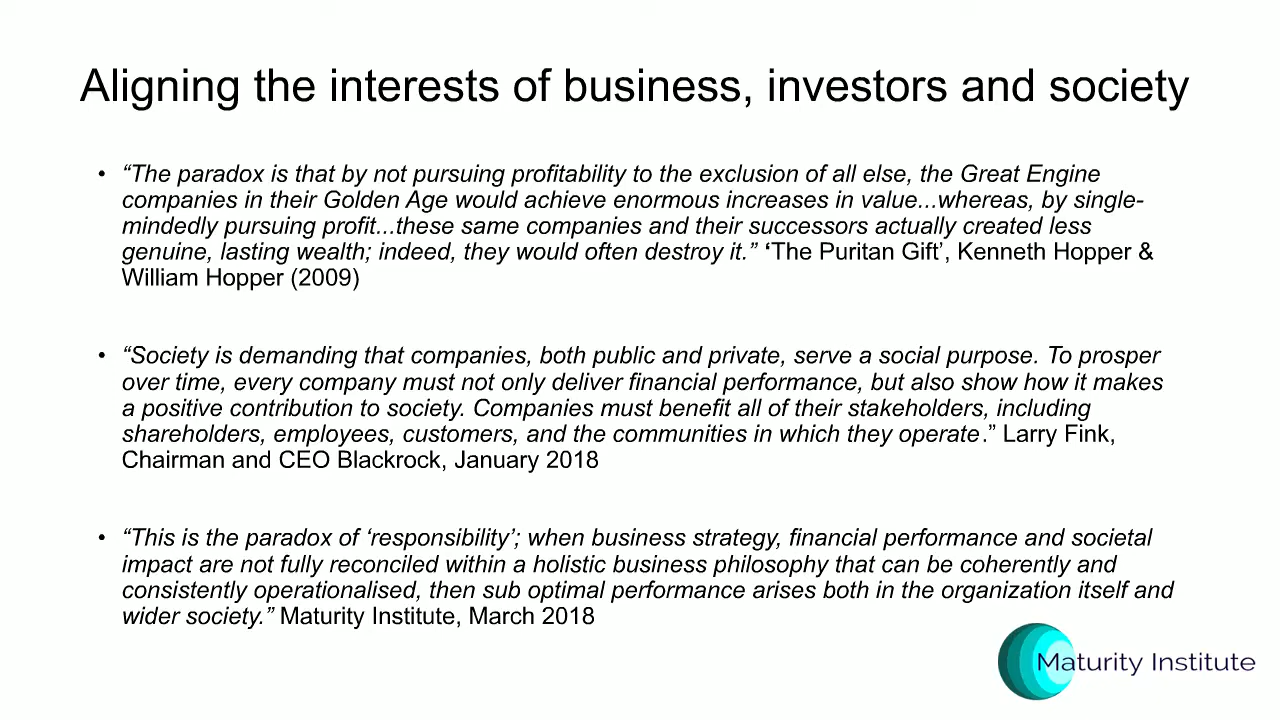 Aligning the interests of business, investors and society
• “The paradox is that by not pursuing profitability to the exclusion of all else, the Great Engine
companies in their Golden Age would achieve enormous increases in value...whereas, by single-
mindedly pursuing profit...these same companies and their successors actually created less
genuine, lasting wealth; indeed, they would often destroy it.” ‘The Puritan Gift’, Kenneth Hopper &
William Hopper (2009)
• “Society is demanding that companies, both public and private, serve a social purpose. To prosper
over time, every company must not only deliver financial performance, but also show how it makes
a positive contribution to society. Companies must benefit all of their stakeholders, including
shareholders, employees, customers, and the communities in which they operate.” Larry Fink,
Chairman and CEO Blackrock, January 2018
• “This is the paradox of ‘responsibility’; when business strategy, financial performance and societal
impact are not fully reconciled within a holistic business philosophy that can be coherently and
consistently operationalised, then sub optimal performance arises both in the organization itself and
wider society.” Maturity Institute, March 2018
Maturity Institute